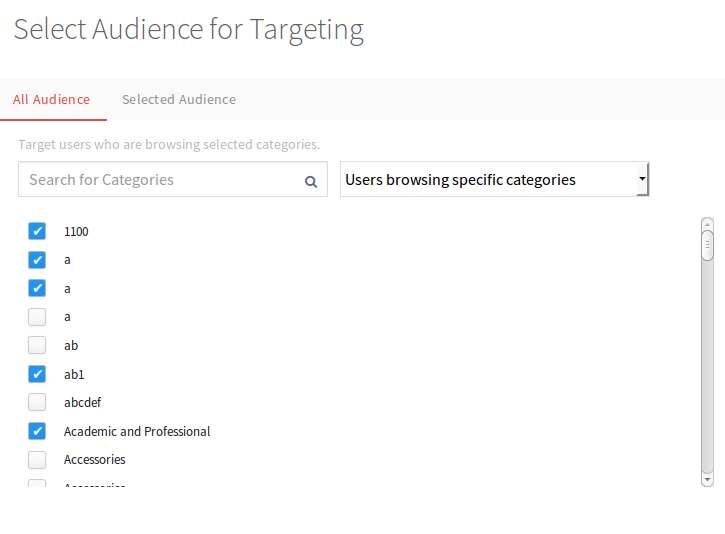 Select Audience for Targeting
All Audience Selected Audience
Target users who are browsing selected categories.
Search for Categories Users browsing specific categories
1100
a
a
a
ab
ab1
abcdef
Academic and Professional
Accessories
Accessories